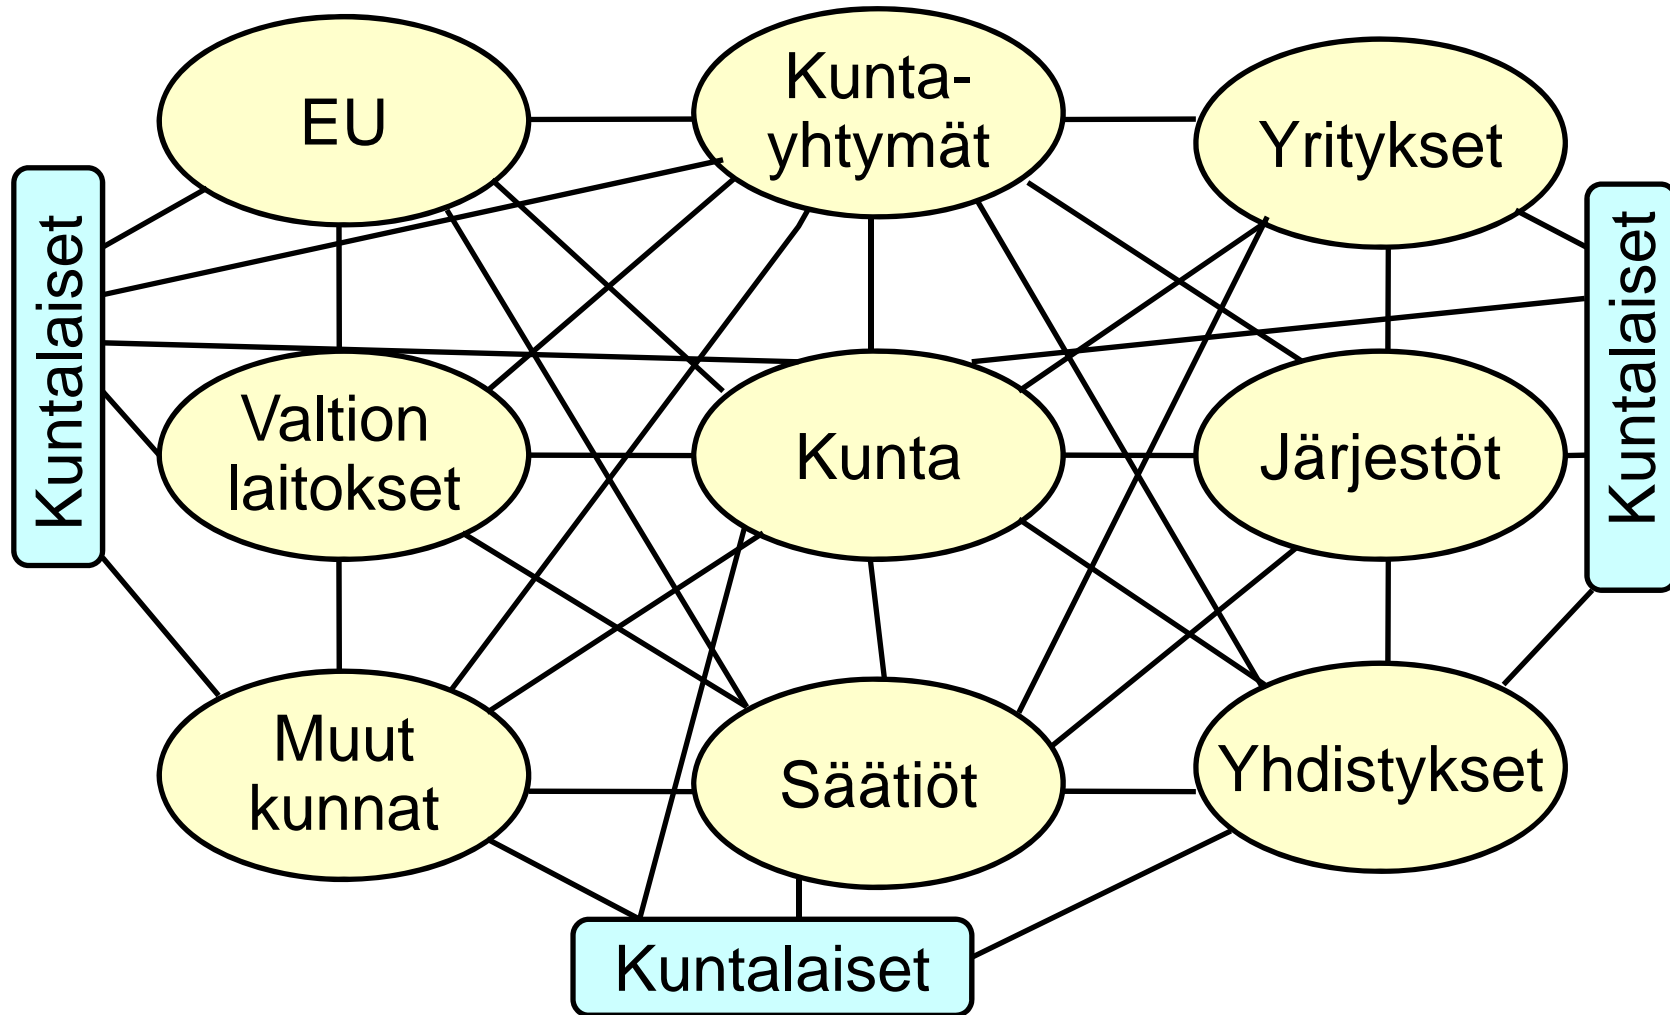 EU
Kunta-
yhtymät
Yritykset
Kuntalaiset
Valtion
laitokset
Kunta
Järjestöt
Kuntalaiset
Muut
kunnat
Säätiöt
Yhdistykset
Kuntalaiset